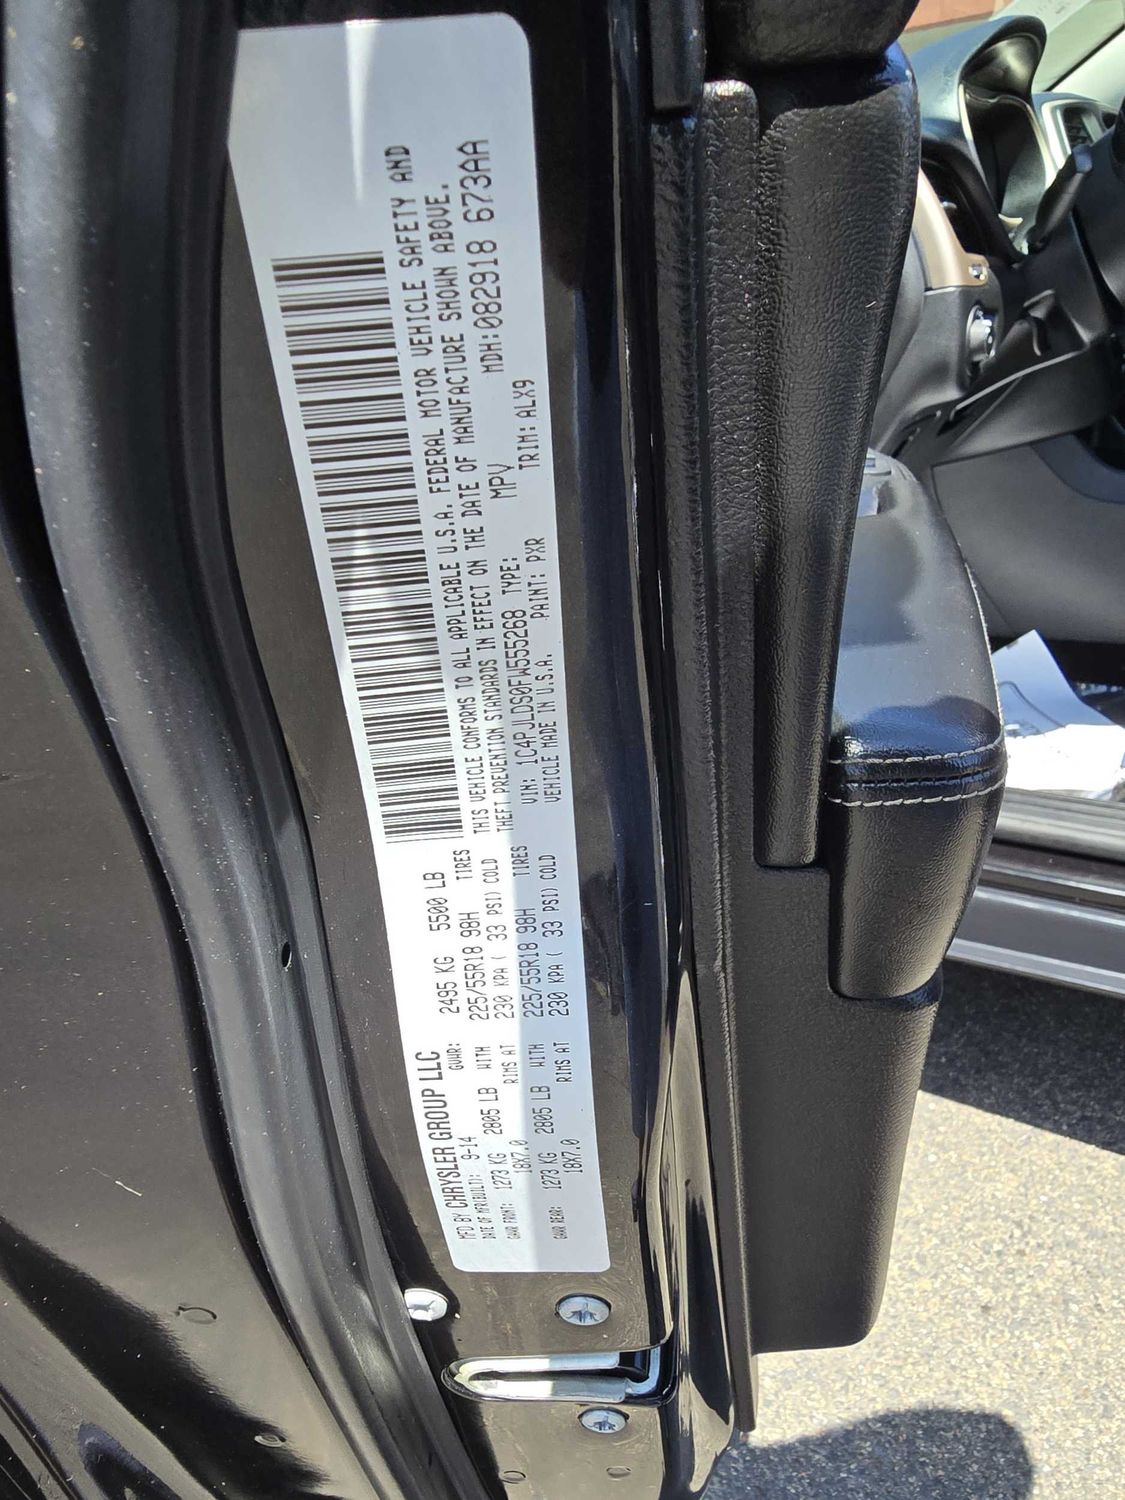 MFD BY CHRYSLER GROUP LLC
DATE OF MFR(BUILT): 9-14 GVWR: 2495 KG 5500 LB
GAWR FRONT: 1273 KG 2805 LB WITH 225/55R18 98H TIRES
18X7.0 RIMS AT 230 KPA ( 33 PSI) COLD
GAWR REAR: 1273 KG 2805 LB WITH 225/55R18 98H TIRES
18X7.0 RIMS AT 230 KPA ( 33 PSI) COLD
THIS VEHICLE CONFORMS TO ALL APPLICABLE U.S.A. FEDERAL MOTOR VEHICLE SAFETY AND
THEFT PREVENTION STANDARDS IN EFFECT ON THE DATE OF MANUFACTURE SHOWN ABOVE.
VIN: 1C4PJLDS0FW555268 TYPE: MPV MDH:082918 673AA
VEHICLE MADE IN U.S.A. PAINT: PXR TRIM:ALX9